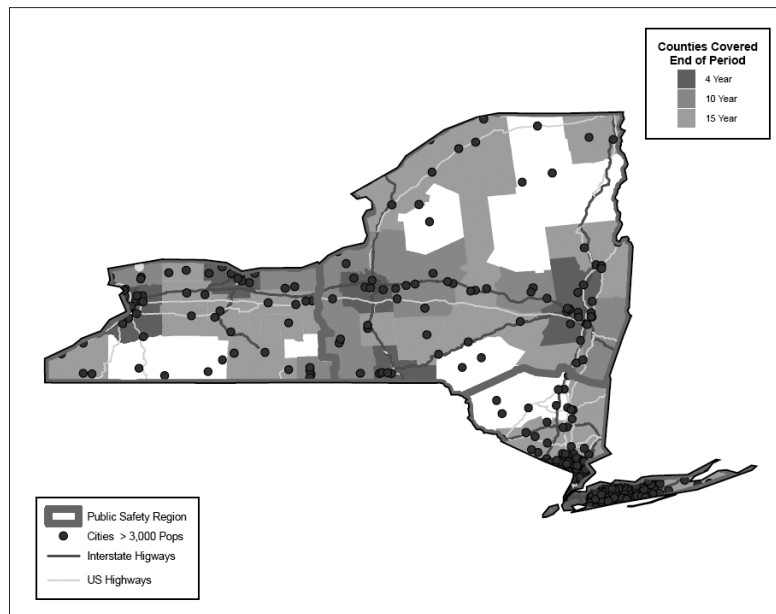 Counties Covered
End of Period
4 Year
10 Year
15 Year
Public Safety Region
Cities > 3,000 Pops
Interstate Higways
US Highways